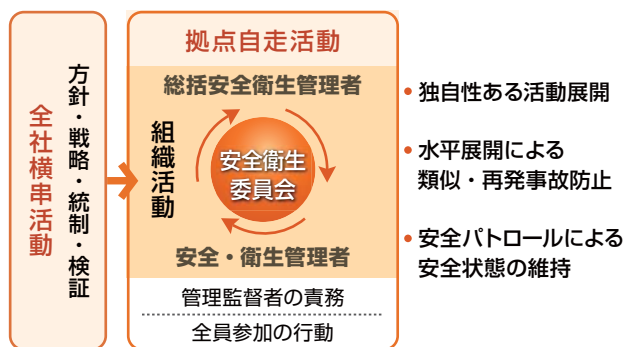 全社横串活動
方針・戦略・統制・検証
拠点自走活動
総括安全衛生管理者
組織活動
安全衛生
委員会
安全・衛生管理者
管理監督者の責務
全員参加の行動
• 独自性ある活動展開
• 水平展開による
類似・再発事故防止
• 安全パトロールによる
安全状態の維持